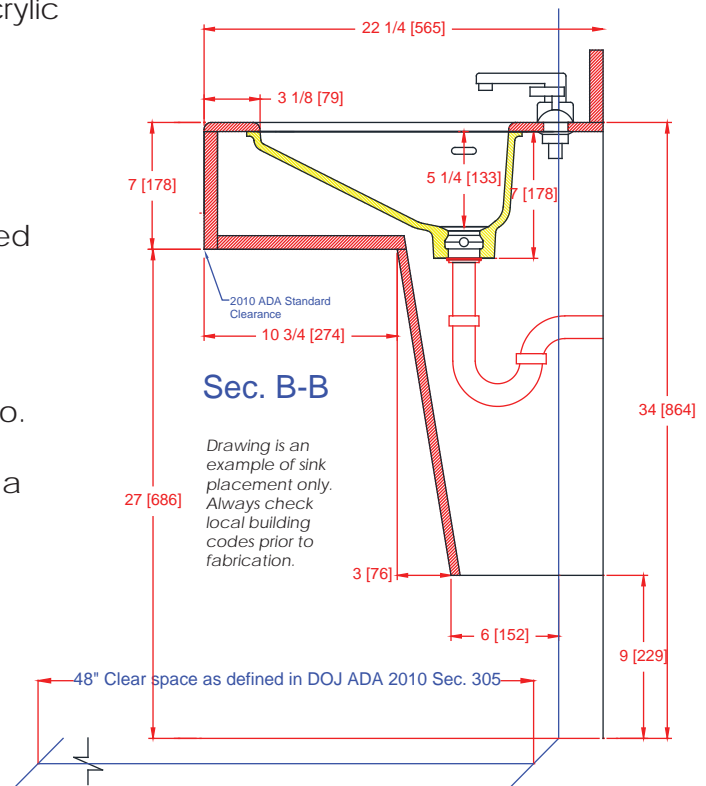 crylic
22 1/4 [565]
3 1/8 [79]
7 [178]
5 1/4 [133]
7 [178]
ed
2010 ADA Standard
Clearance
10 3/4 [274]
Sec. B-B
o.
34 [864]
Drawing is an
example of sink
placement only.
Always check
local building
codes prior to
fabrication.
a
27 [686]
3 [76]
6 [152]
9 [229]
48" Clear space as defined in DOJ ADA 2010 Sec. 305